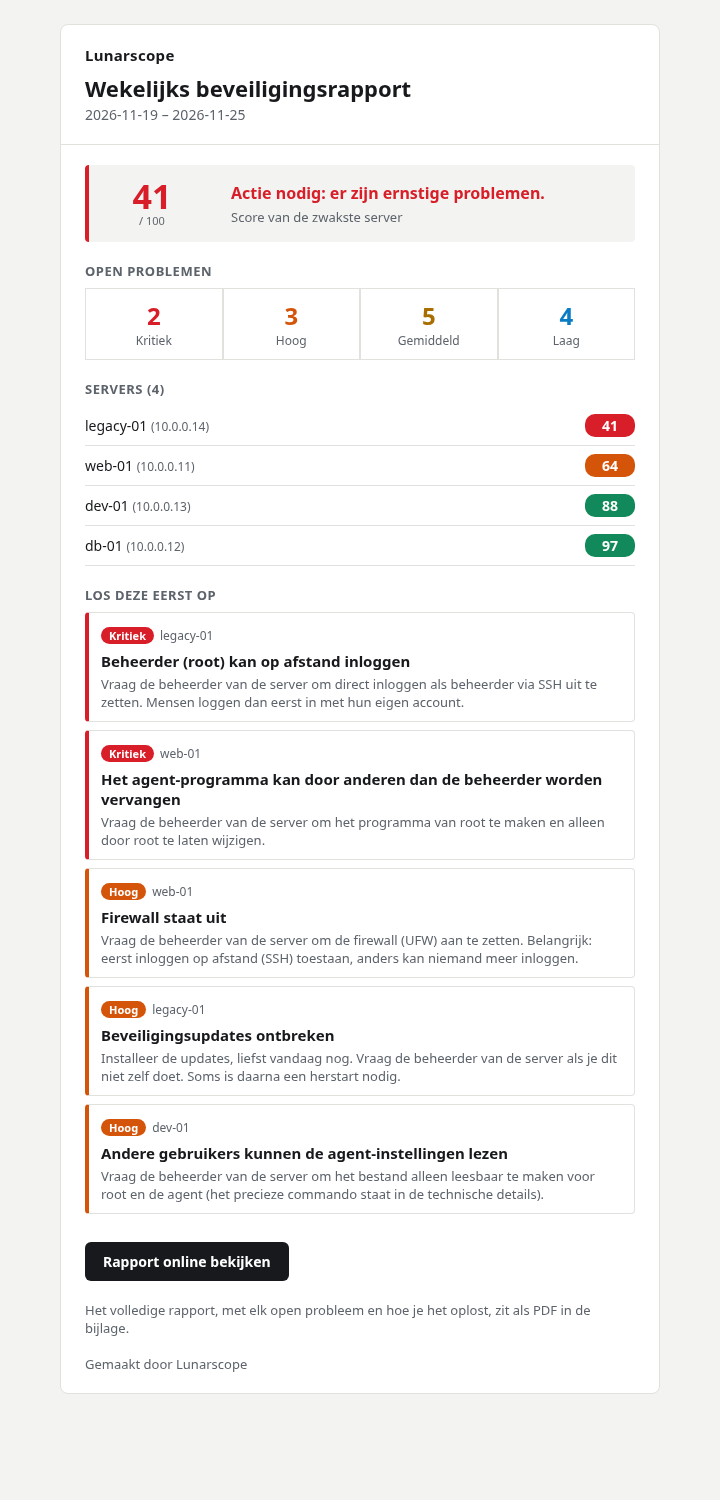 Lunarscope
Wekelijks beveiligingsrapport
2026-11-19 – 2026-11-25
41
/ 100
Actie nodig: er zijn ernstige problemen.
Score van de zwakste server
OPEN PROBLEMEN
2
Kritiek
3
Hoog
5
Gemiddeld
4
Laag
SERVERS (4)
legacy-01 (10.0.0.14) 41
web-01 (10.0.0.11) 64
dev-01 (10.0.0.13) 88
db-01 (10.0.0.12) 97
LOS DEZE EERST OP
Kritiek legacy-01
Beheerder (root) kan op afstand inloggen
Vraag de beheerder van de server om direct inloggen als beheerder via SSH uit te
zetten. Mensen loggen dan eerst in met hun eigen account.
Kritiek web-01
Het agent-programma kan door anderen dan de beheerder worden
vervangen
Vraag de beheerder van de server om het programma van root te maken en alleen
door root te laten wijzigen.
Hoog web-01
Firewall staat uit
Vraag de beheerder van de server om de firewall (UFW) aan te zetten. Belangrijk:
eerst inloggen op afstand (SSH) toestaan, anders kan niemand meer inloggen.
Hoog legacy-01
Beveiligingsupdates ontbreken
Installeer de updates, liefst vandaag nog. Vraag de beheerder van de server als je dit
niet zelf doet. Soms is daarna een herstart nodig.
Hoog dev-01
Andere gebruikers kunnen de agent-instellingen lezen
Vraag de beheerder van de server om het bestand alleen leesbaar te maken voor
root en de agent (het precieze commando staat in de technische details).
Rapport online bekijken
Het volledige rapport, met elk open probleem en hoe je het oplost, zit als PDF in de
bijlage.
Gemaakt door Lunarscope